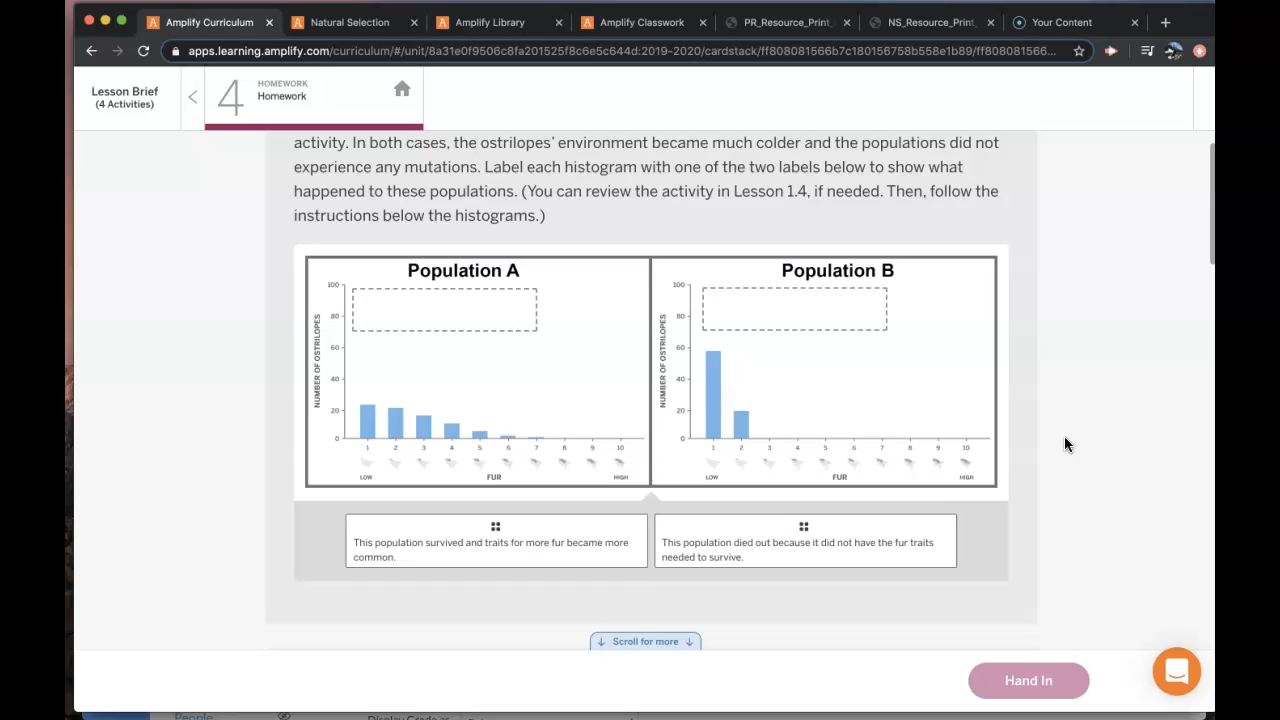 Amplify Curriculum
Natural Selection
Amplify Library
Amplify Classwork
PR_Resource_Print_
NS_Resource_Print_
Your Content
apps.learning.amplify.com/curriculum/#/unit/8a31e0f9506c8fa201525f8c6e5c644d:2019-2020/cardstack/ff808081566b7c180156758b558e1b89/ff808081566...
Lesson Brief
(4 Activities)
4
HOMEWORK
Homework
activity. In both cases, the ostrilopes' environment became much colder and the populations did not
experience any mutations. Label each histogram with one of the two labels below to show what
happened to these populations. (You can review the activity in Lesson 1.4, if needed. Then, follow the
instructions below the histograms.)
Population A
NUMBER OF OSTRILOPES
100
80
60
40
20
0
1 2 3 4 5 6 7 8 9 10
LOW FUR HIGH
Population B
NUMBER OF OSTRILOPES
100
80
60
40
20
0
1 2 3 4 5 6 7 8 9 10
LOW FUR HIGH
This population survived and traits for more fur became more
common.
This population died out because it did not have the fur traits
needed to survive.
↓ Scroll for more ↓
Hand In
People
Display Grade as